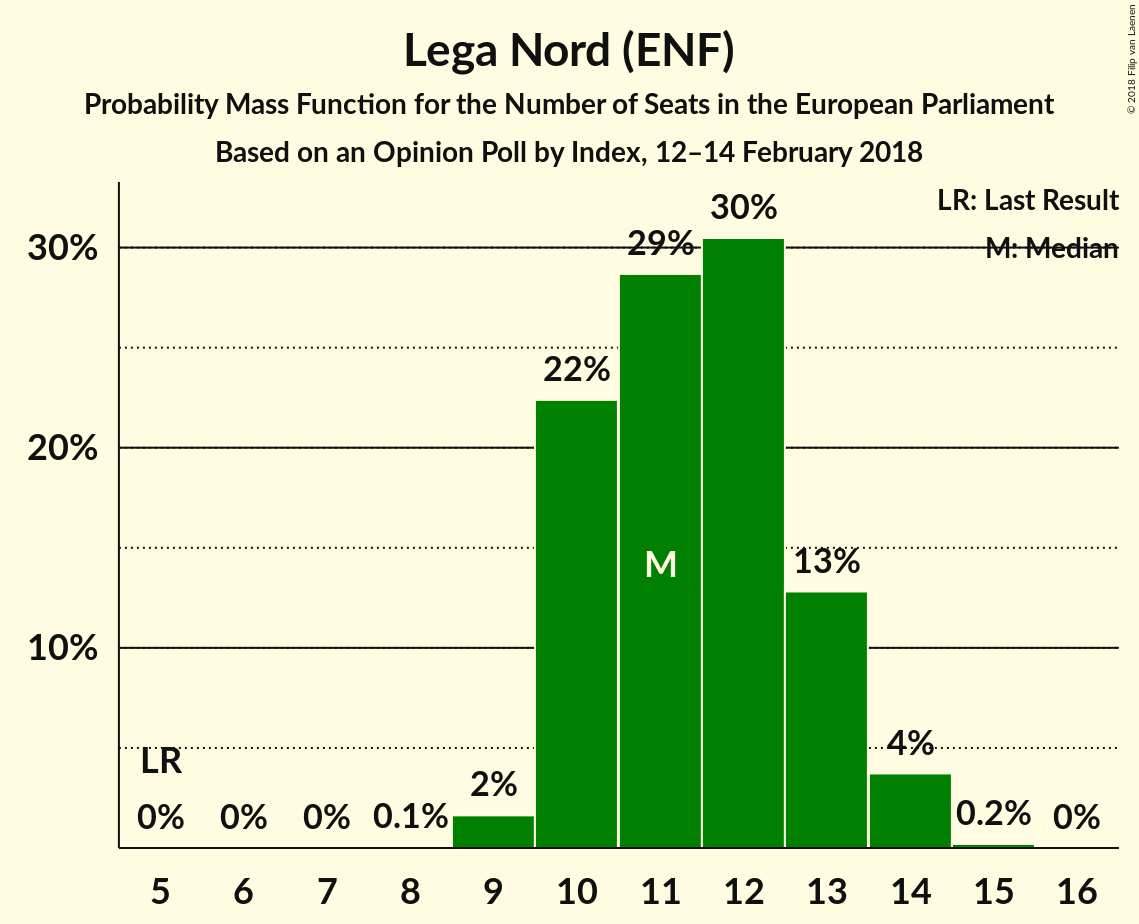 Lega Nord (ENF)
Probability Mass Function for the Number of Seats in the European Parliament
Based on an Opinion Poll by Index, 12–14 February 2018
© 2018 Filip van Laenen
LR: Last Result
M: Median
30%
20%
10%
LR
0%
0%
0%
0.1%
2%
22%
29%
M
30%
13%
4%
0.2%
0%
5 6 7 8 9 10 11 12 13 14 15 16